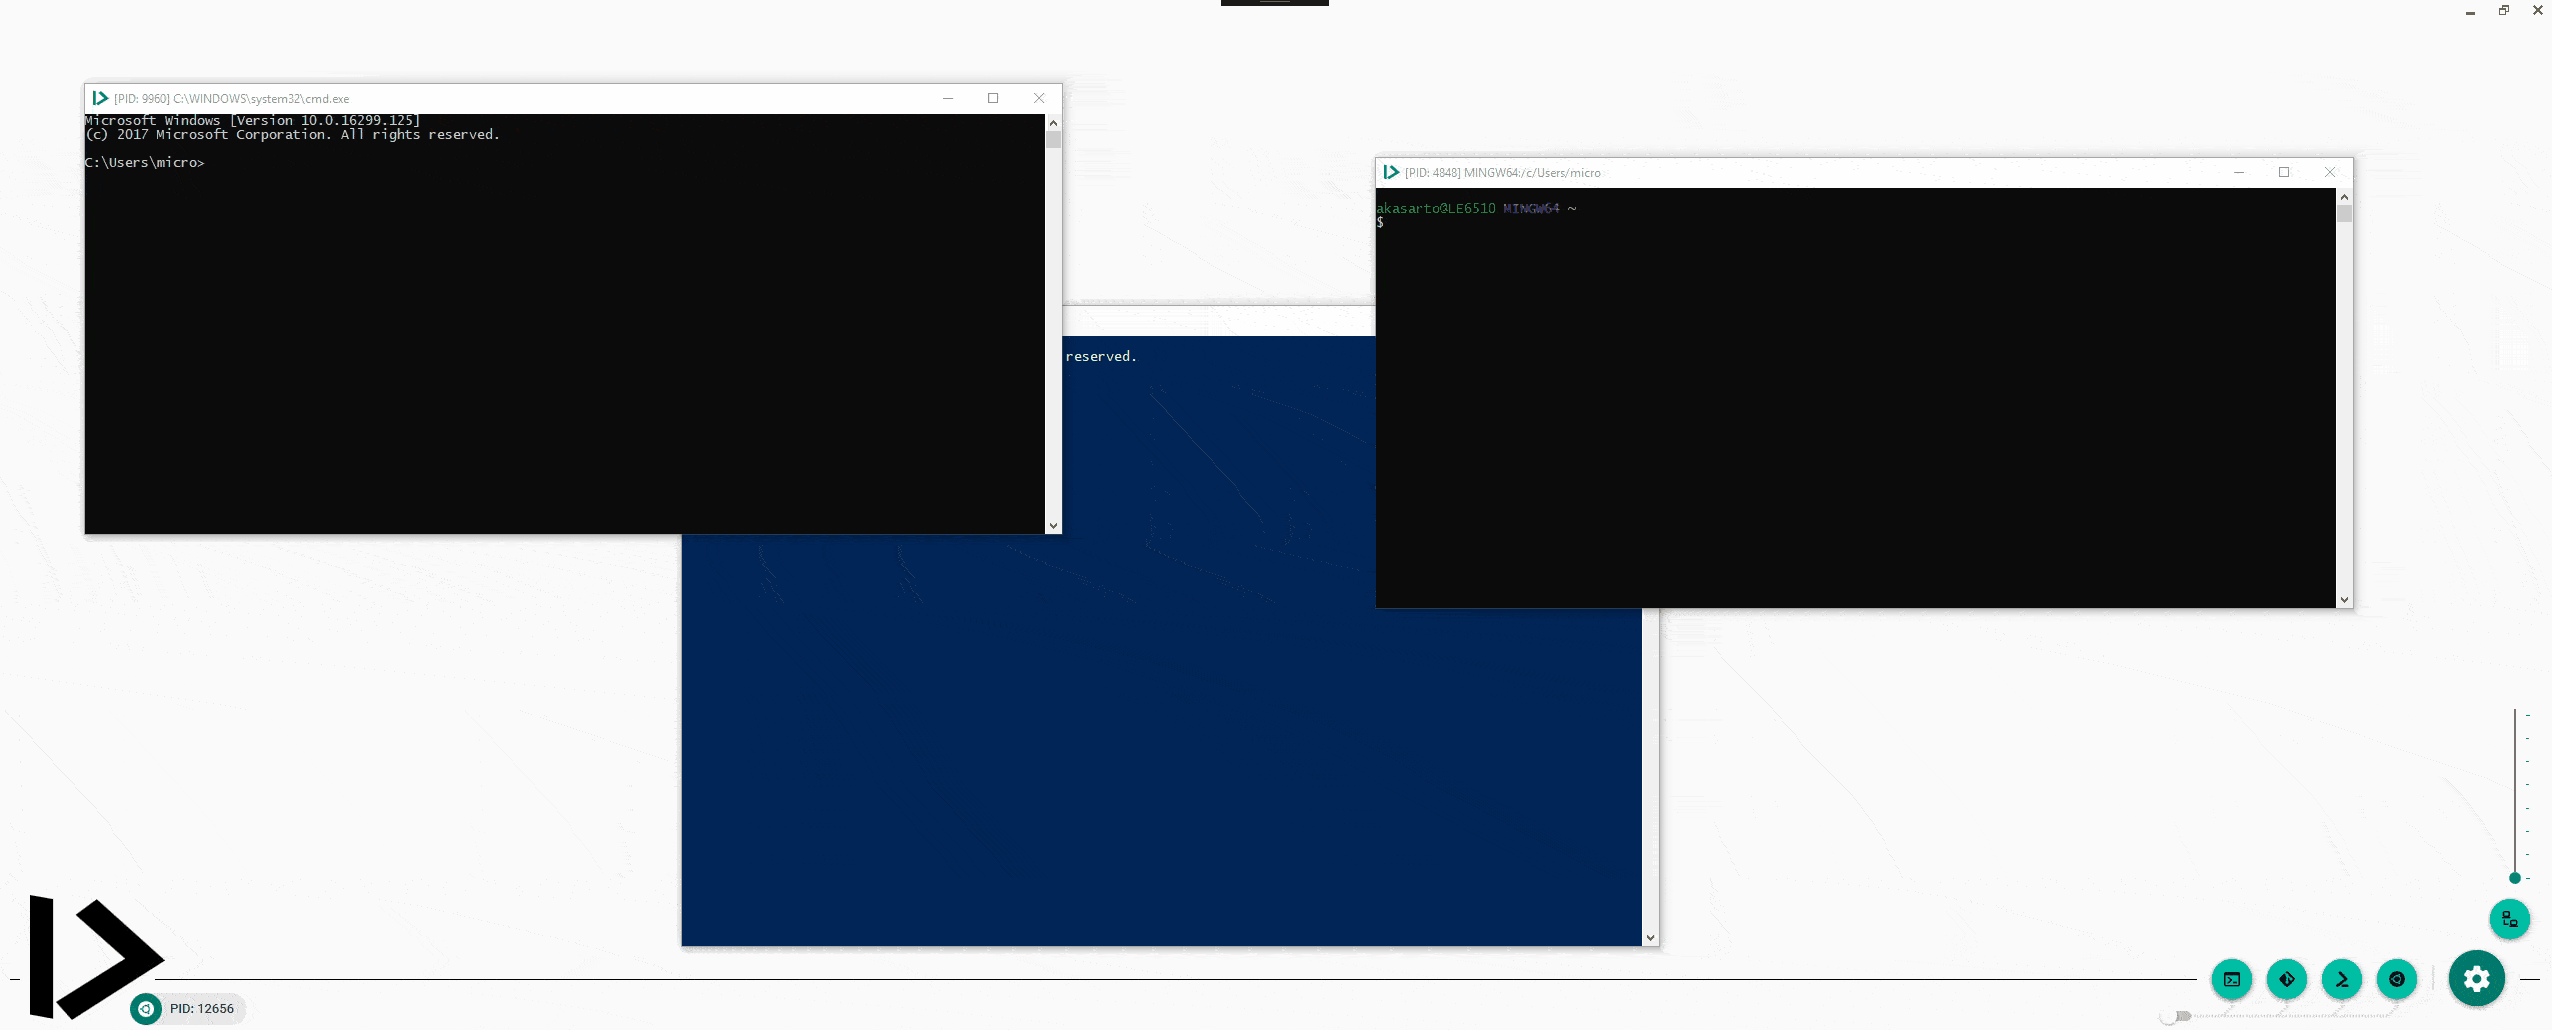 [PID: 9960] C:\WINDOWS\system32\cmd.exe
Microsoft Windows [Version 10.0.16299.125]
(c) 2017 Microsoft Corporation. All rights reserved.
C:\Users\micro>
[PID: 4848] MINGW64:/c/Users/micro
akasarto@LE6510 MINGW64 ~
$
reserved.
PID: 12656